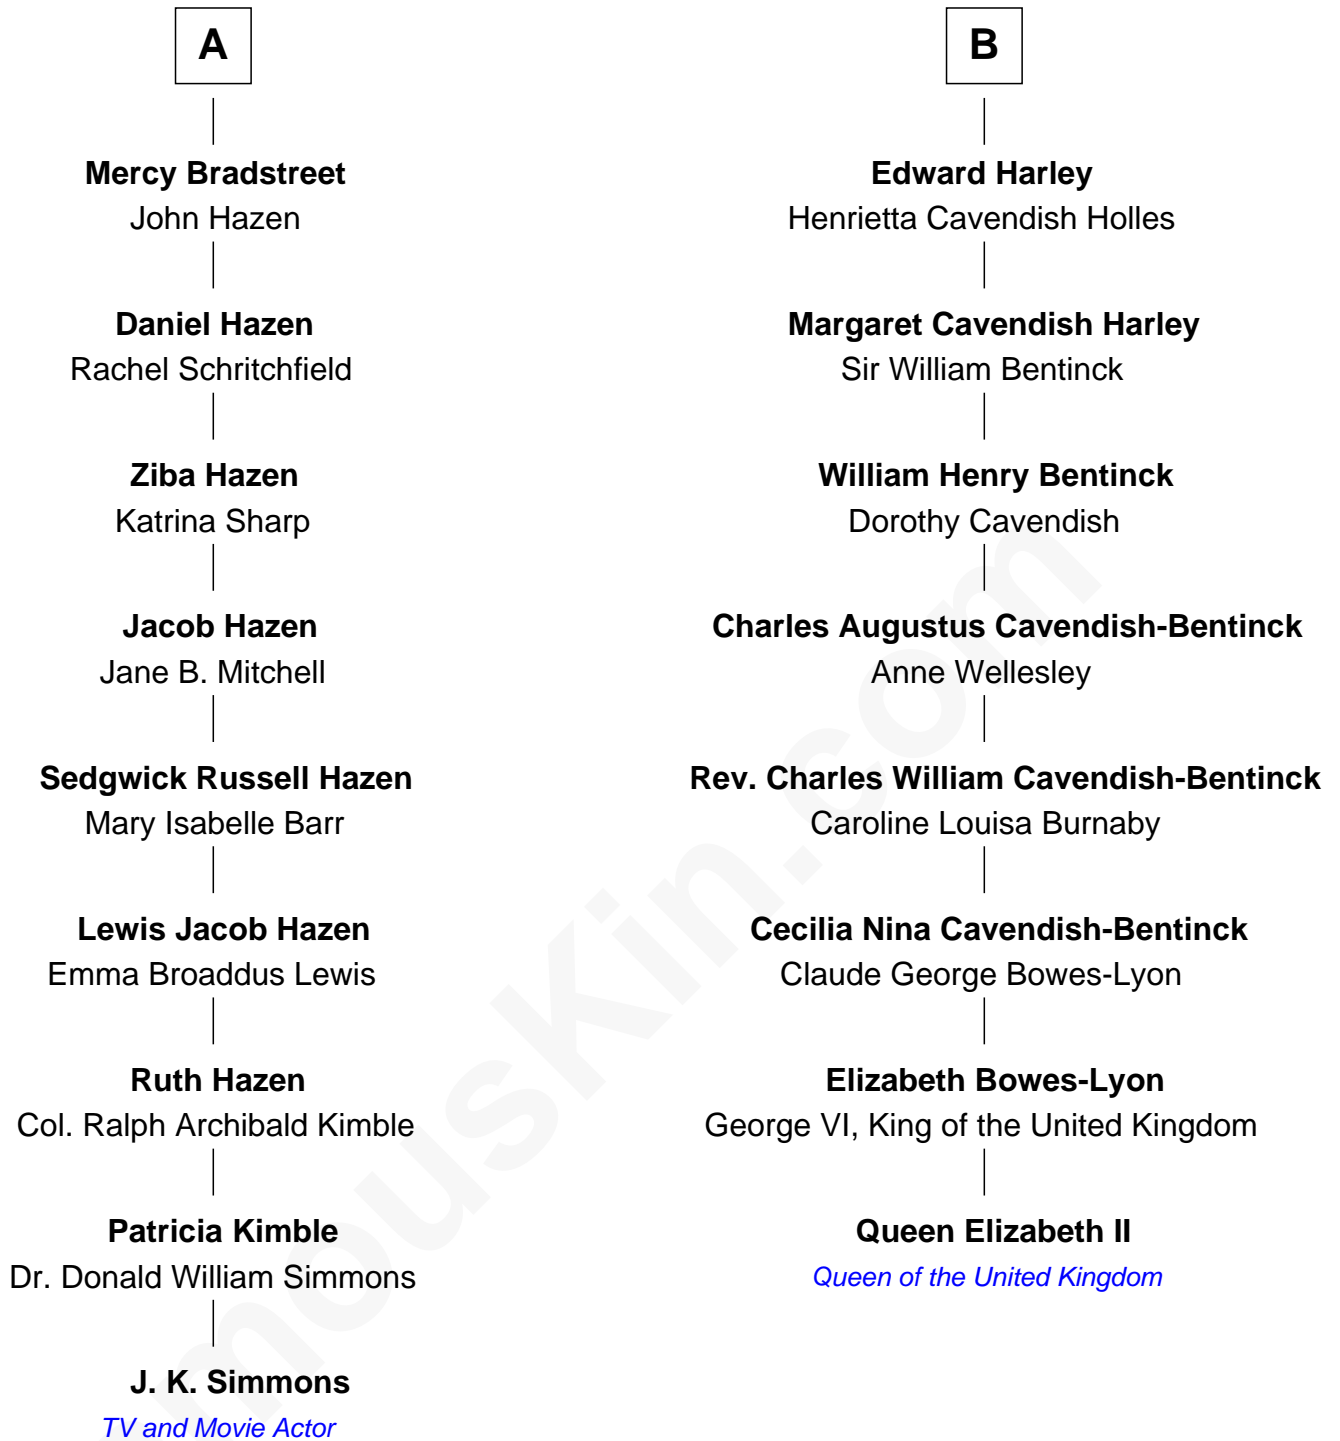 A
Mercy Bradstreet
John Hazen
Daniel Hazen
Rachel Schritchfield
Ziba Hazen
Katrina Sharp
Jacob Hazen
Jane B. Mitchell
Sedgwick Russell Hazen
Mary Isabelle Barr
Lewis Jacob Hazen
Emma Broaddus Lewis
Ruth Hazen
Col. Ralph Archibald Kimble
Patricia Kimble
Dr. Donald William Simmons
J. K. Simmons
TV and Movie Actor
B
Edward Harley
Henrietta Cavendish Holles
Margaret Cavendish Harley
Sir William Bentinck
William Henry Bentinck
Dorothy Cavendish
Charles Augustus Cavendish-Bentinck
Anne Wellesley
Rev. Charles William Cavendish-Bentinck
Caroline Louisa Burnaby
Cecilia Nina Cavendish-Bentinck
Claude George Bowes-Lyon
Elizabeth Bowes-Lyon
George VI, King of the United Kingdom
Queen Elizabeth II
Queen of the United Kingdom
mousKin.com